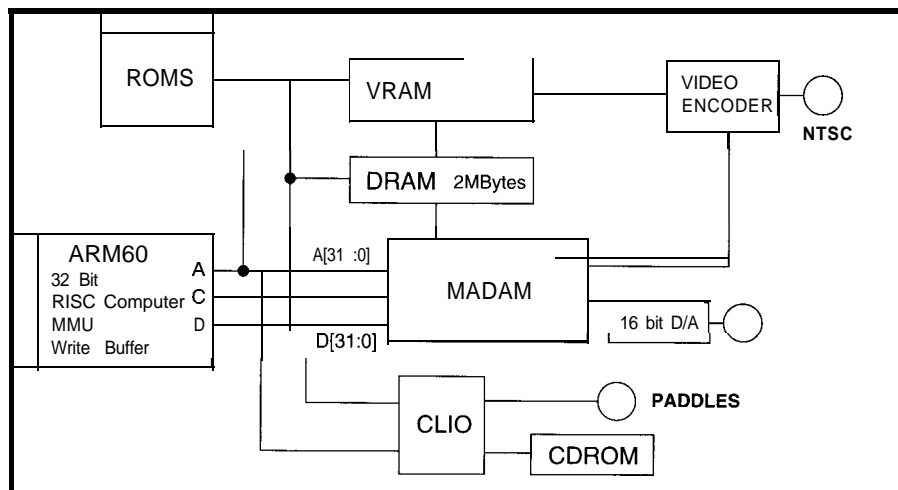 ROMS
VRAM
VIDEO
ENCODER
NTSC
DRAM 2MBytes
ARM60
32 Bit
RISC Computer
MMU
Write Buffer
A
C
D
A[31 :0]
D[31:0]
MADAM
16 bit D/A
CLIO
PADDLES
CDROM